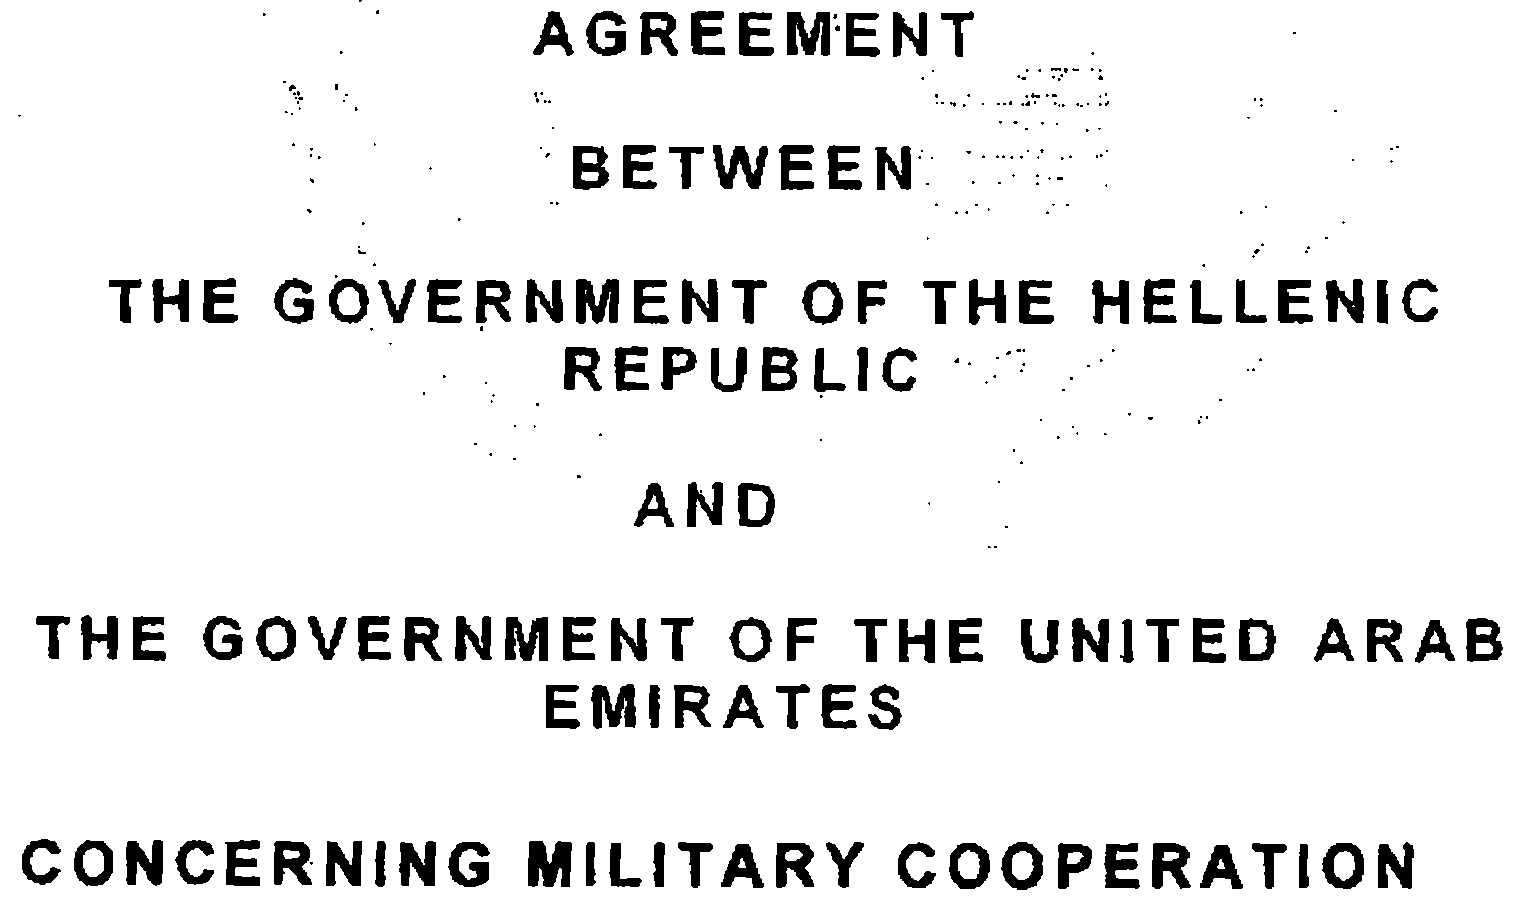 AGREEMENT
BETWEEN
THE GOVERNMENT OF THE HELLENIC
REPUBLIC
AND
THE GOVERNMENT OF THE UNITED ARAB
EMIRATES
CONCERNING MILITARY COOPERATION